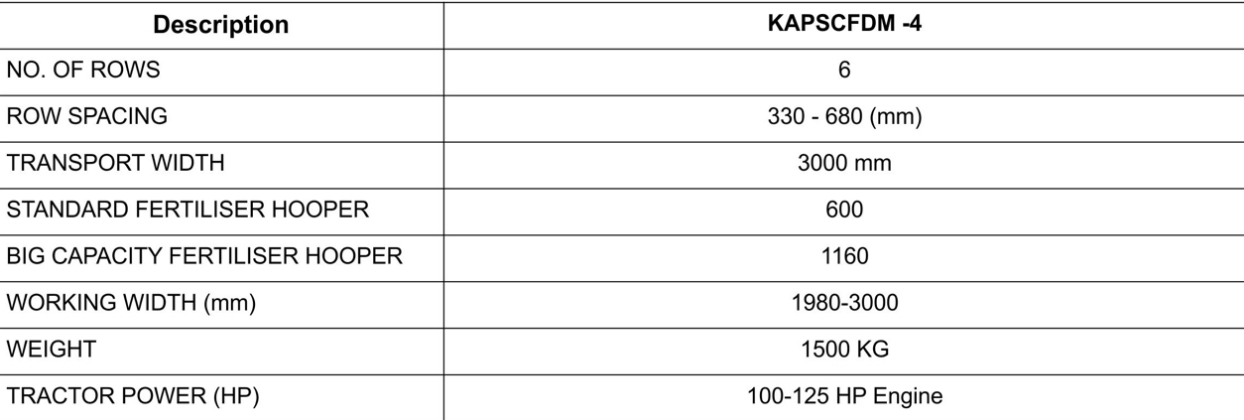 Description KAPSCFDM -4
NO. OF ROWS 6
ROW SPACING 330 - 680 (mm)
TRANSPORT WIDTH 3000 mm
STANDARD FERTILISER HOOPER 600
BIG CAPACITY FERTILISER HOOPER 1160
WORKING WIDTH (mm) 1980-3000
WEIGHT 1500 KG
TRACTOR POWER (HP) 100-125 HP Engine